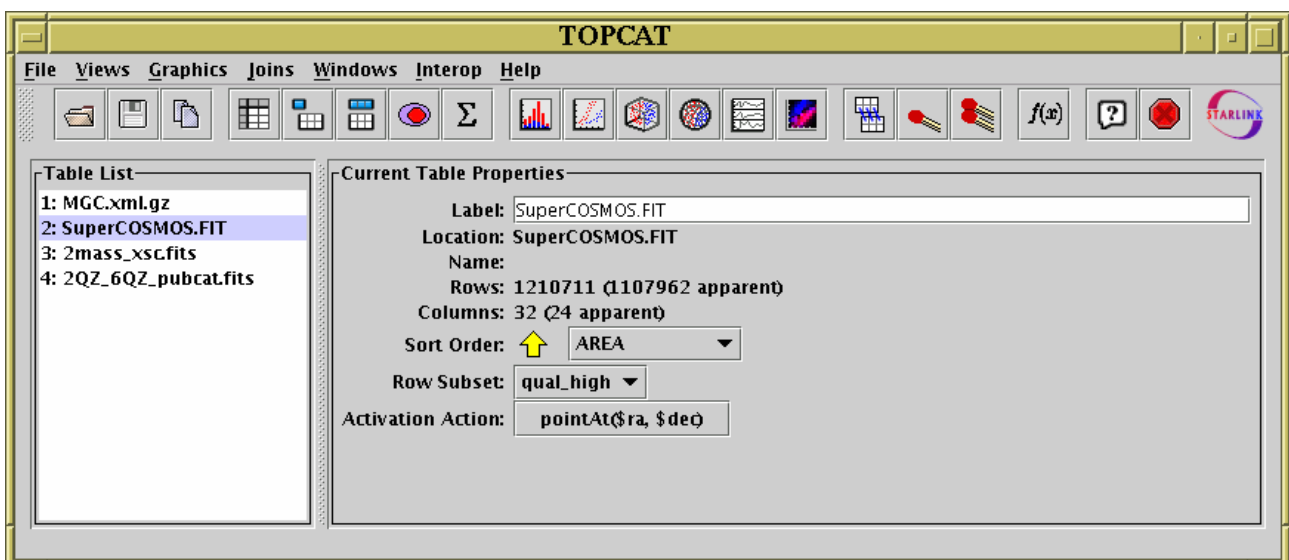 TOPCAT
File Views Graphics Joins Windows Interop Help
Σ f(x) ? STARLINK
Table List
1: MGC.xml.gz
2: SuperCOSMOS.FIT
3: 2mass_xsc.fits
4: 2QZ_6QZ_pubcat.fits
Current Table Properties
Label: SuperCOSMOS.FIT
Location: SuperCOSMOS.FIT
Name:
Rows: 1210711 (1107962 apparent)
Columns: 32 (24 apparent)
Sort Order: AREA
Row Subset: qual_high
Activation Action: pointAt($ra, $dec)